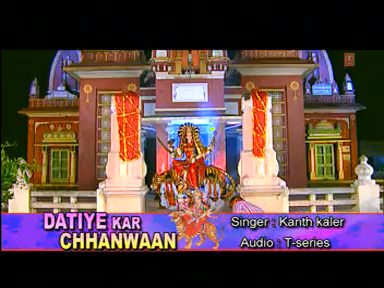 DATIYE KAR
CHHANWAAN
Singer : Kanth kaler
Audio : T-series